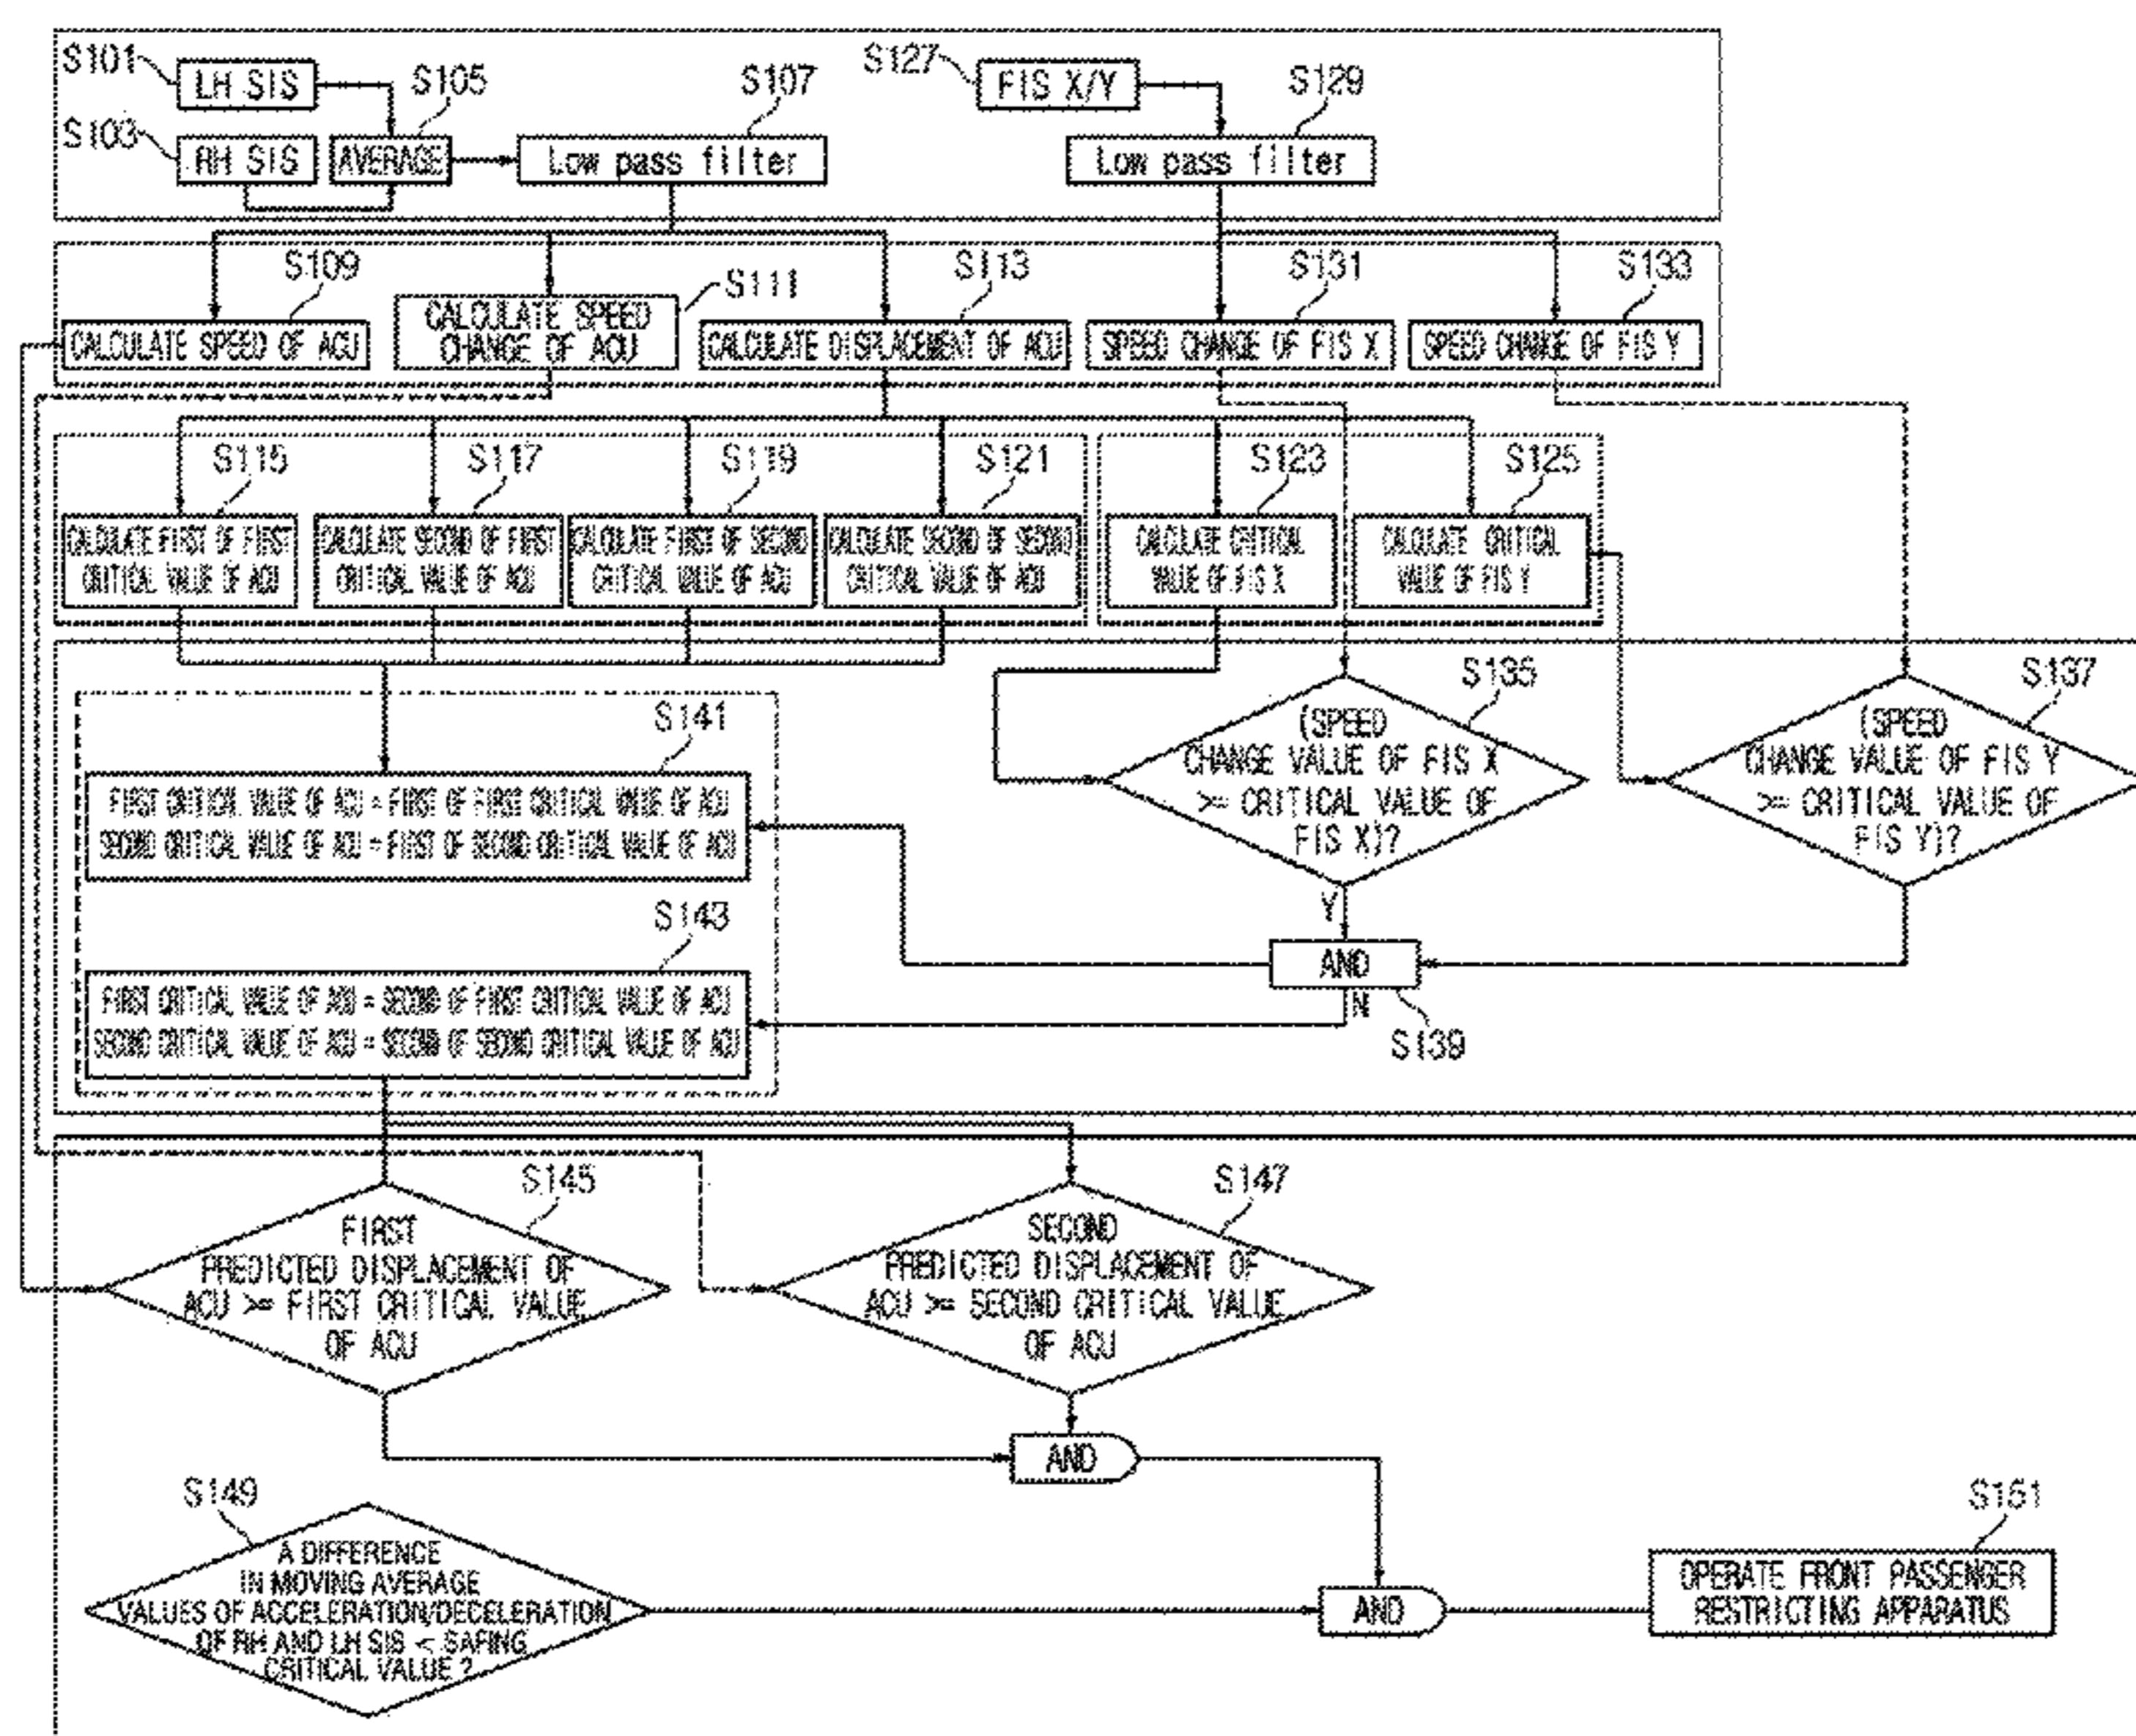 S101
LH SIS
S105
S107
S127
FIS X/Y
S129
S103
RH SIS
AVERAGE
Low pass filter
Low pass filter
S109
S111
S113
S131
S133
CALCULATE SPEED OF ACU
CALCULATE SPEED
CHANGE OF ACU
CALCULATE DISPLACEMENT OF ACU
SPEED CHANGE OF FIS X
SPEED CHANGE OF FIS Y
S115
S117
S119
S121
S123
S125
CALCULATE FIRST OF FIRST
CRITICAL VALUE OF ACU
CALCULATE SECOND OF FIRST
CRITICAL VALUE OF ACU
CALCULATE FIRST OF SECOND
CRITICAL VALUE OF ACU
CALCULATE SECOND OF SECOND
CRITICAL VALUE OF ACU
CALCULATE CRITICAL
VALUE OF FIS X
CALCULATE CRITICAL
VALUE OF FIS Y
S135
(SPEED
CHANGE VALUE OF FIS X
>= CRITICAL VALUE OF
FIS X)?
S137
(SPEED
CHANGE VALUE OF FIS Y
>= CRITICAL VALUE OF
FIS Y)?
S141
FIRST CRITICAL VALUE OF ACU = FIRST OF FIRST CRITICAL VALUE OF ACU
SECOND CRITICAL VALUE OF ACU = FIRST OF SECOND CRITICAL VALUE OF ACU
Y
AND
N
S139
S143
FIRST CRITICAL VALUE OF ACU = SECOND OF FIRST CRITICAL VALUE OF ACU
SECOND CRITICAL VALUE OF ACU = SECOND OF SECOND CRITICAL VALUE OF ACU
S145
FIRST
PREDICTED DISPLACEMENT OF
ACU >= FIRST CRITICAL VALUE
OF ACU
S147
SECOND
PREDICTED DISPLACEMENT OF
ACU >= SECOND CRITICAL VALUE
OF ACU
AND
S149
A DIFFERENCE
IN MOVING AVERAGE
VALUES OF ACCELERATION/DECELERATION
OF RH AND LH SIS < SAFING
CRITICAL VALUE ?
AND
S151
OPERATE FRONT PASSENGER
RESTRICTING APPARATUS